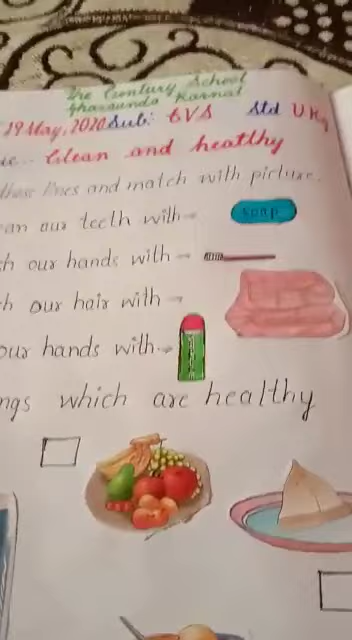 The Century School
Gharaunda Karnal
19 May, 2020 Sub: EVS Std UKg
Clean and healthy
these lines and match with picture.
an our teeth with
soap
h our hands with
h our hair with
our hands with
ngs which are healthy